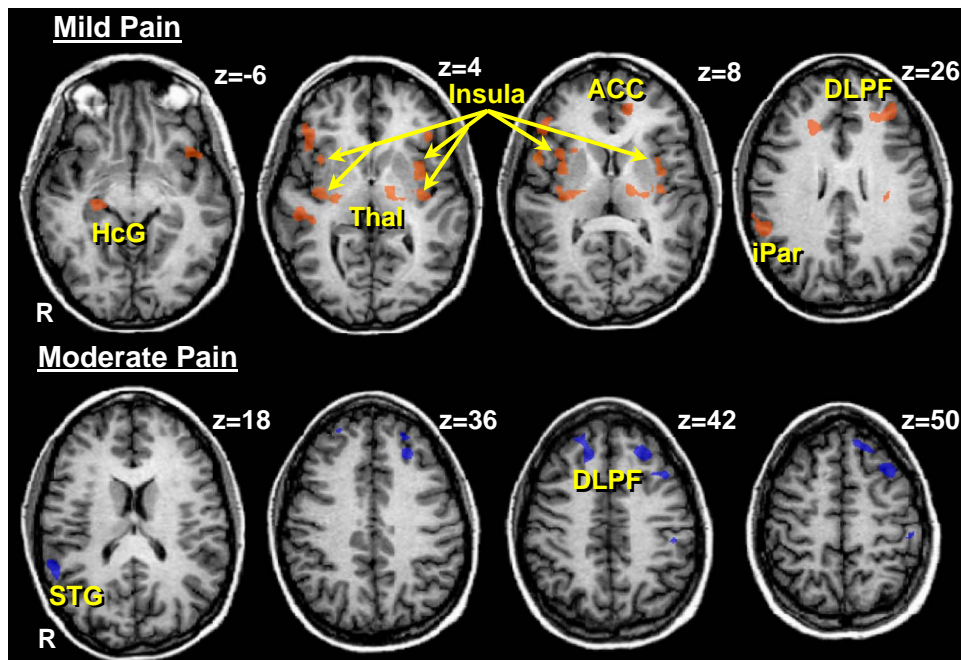 Mild Pain
z=-6
z=4
z=8
z=26
Insula
ACC
DLPF
HcG
Thal
iPar
R
Moderate Pain
z=18
z=36
z=42
z=50
DLPF
STG
R